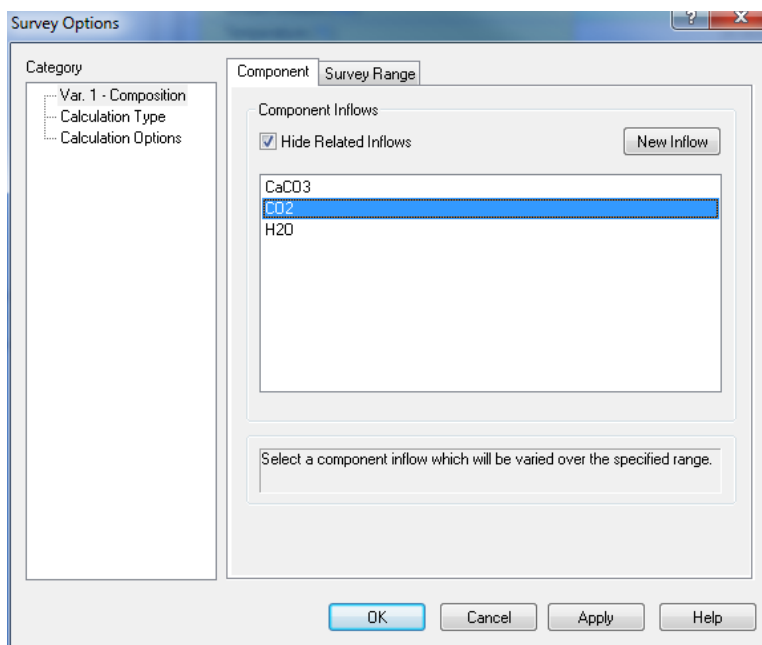 Survey Options
?
X
Category
Var. 1 - Composition
Calculation Type
Calculation Options
Component
Survey Range
Component Inflows
Hide Related Inflows
New Inflow
CaCO3
CO2
H2O
Select a component inflow which will be varied over the specified range.
OK
Cancel
Apply
Help